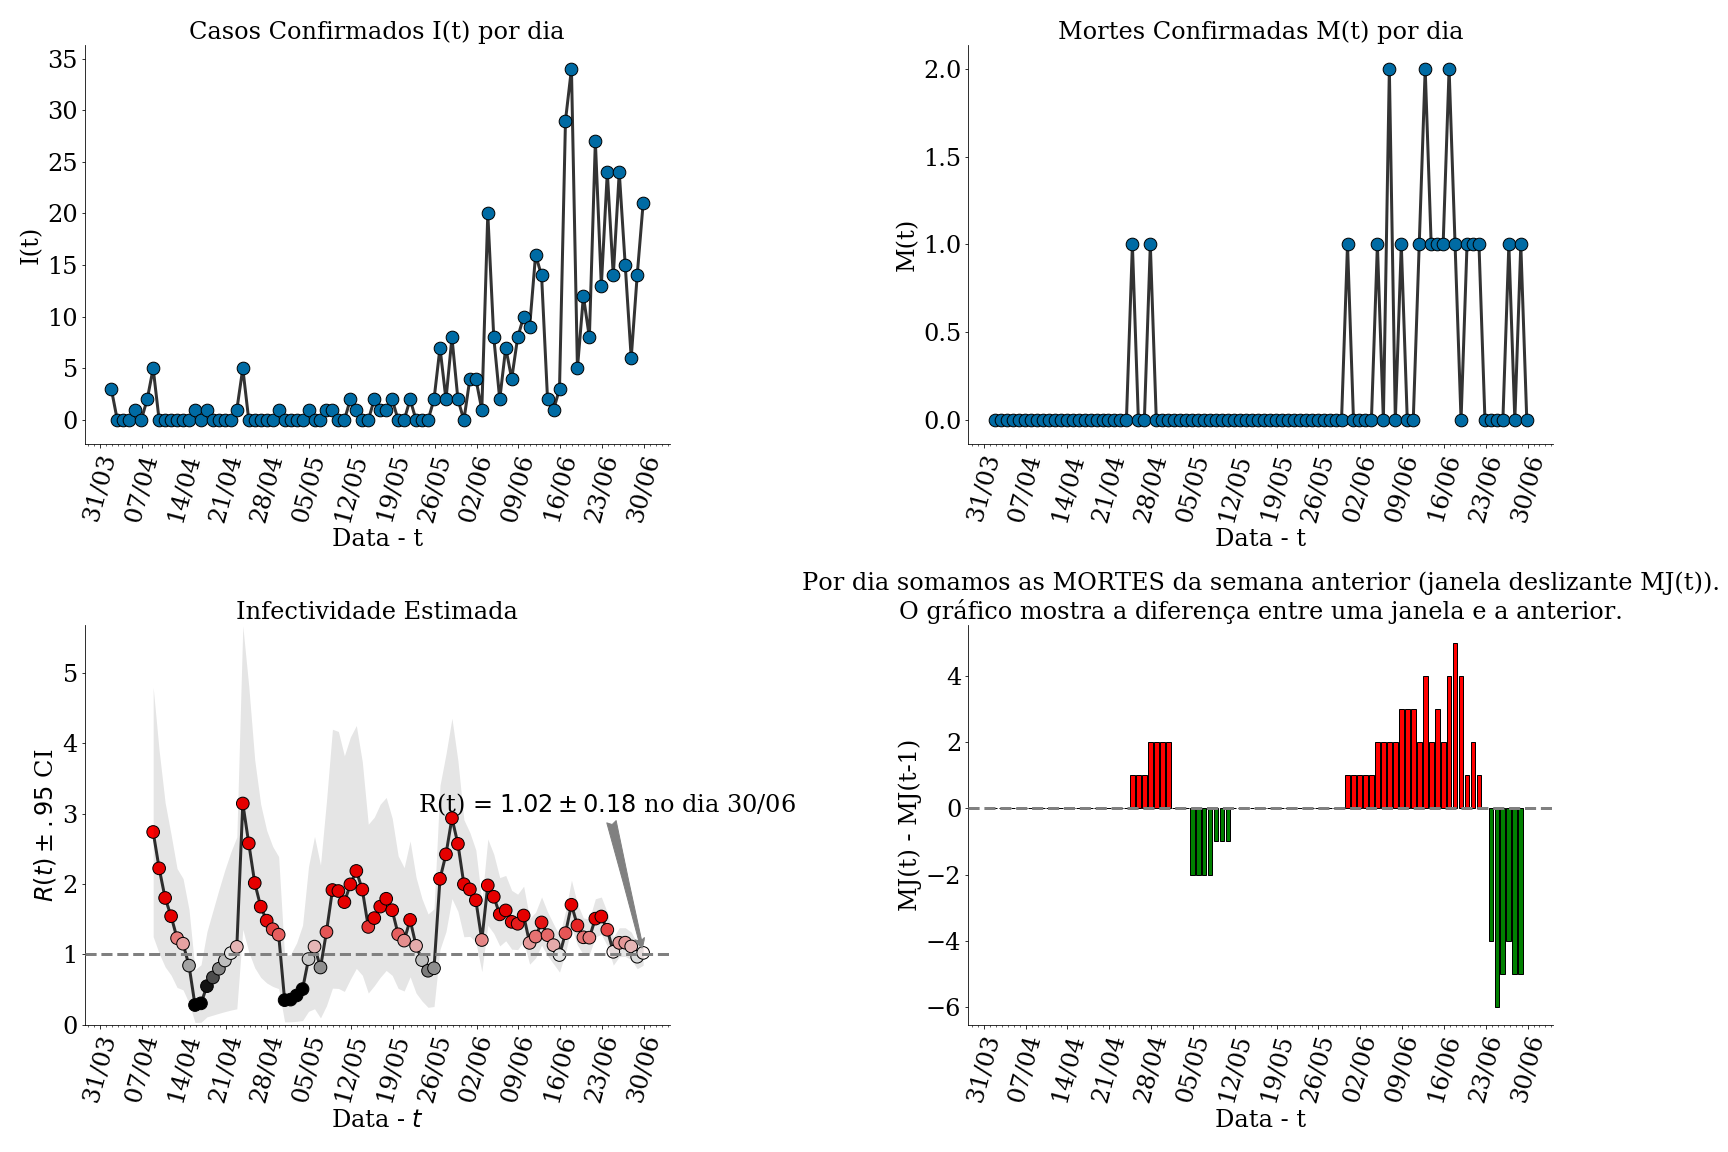 Casos Confirmados I(t) por dia
I(t)
35
30
25
20
15
10
5
0
31/03 07/04 14/04 21/04 28/04 05/05 12/05 19/05 26/05 02/06 09/06 16/06 23/06 30/06
Data - t
Mortes Confirmadas M(t) por dia
M(t)
2.0
1.5
1.0
0.5
0.0
31/03 07/04 14/04 21/04 28/04 05/05 12/05 19/05 26/05 02/06 09/06 16/06 23/06 30/06
Data - t
Infectividade Estimada
R(t) ± .95 CI
5
4
3
2
1
0
R(t) = 1.02 ± 0.18 no dia 30/06
31/03 07/04 14/04 21/04 28/04 05/05 12/05 19/05 26/05 02/06 09/06 16/06 23/06 30/06
Data - t
Por dia somamos as MORTES da semana anterior (janela deslizante MJ(t)).
O gráfico mostra a diferença entre uma janela e a anterior.
MJ(t) - MJ(t-1)
4
2
0
−2
−4
−6
31/03 07/04 14/04 21/04 28/04 05/05 12/05 19/05 26/05 02/06 09/06 16/06 23/06 30/06
Data - t